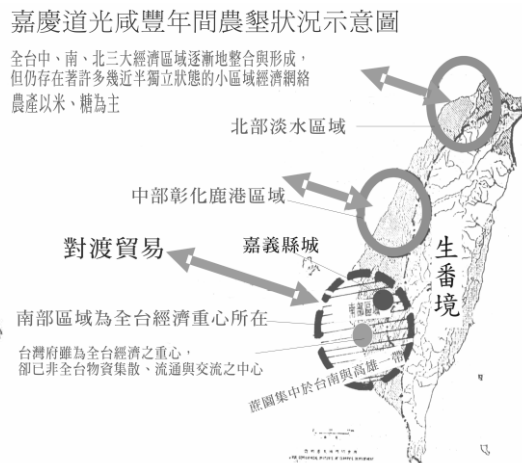 嘉慶道光咸豐年間農墾狀況示意圖
全台中、南、北三大經濟區域逐漸地整合與形成，
但仍存在著許多幾近半獨立狀態的小區域經濟網絡
農產以米、糖為主
北部淡水區域
中部彰化鹿港區域
對渡貿易
嘉義縣城
生番境
南部區域
南部區域為全台經濟重心所在
台灣府雖為全台經濟之重心，
卻已非全台物資集散、流通與交流之中心
蔗園集中於台南與高雄一帶